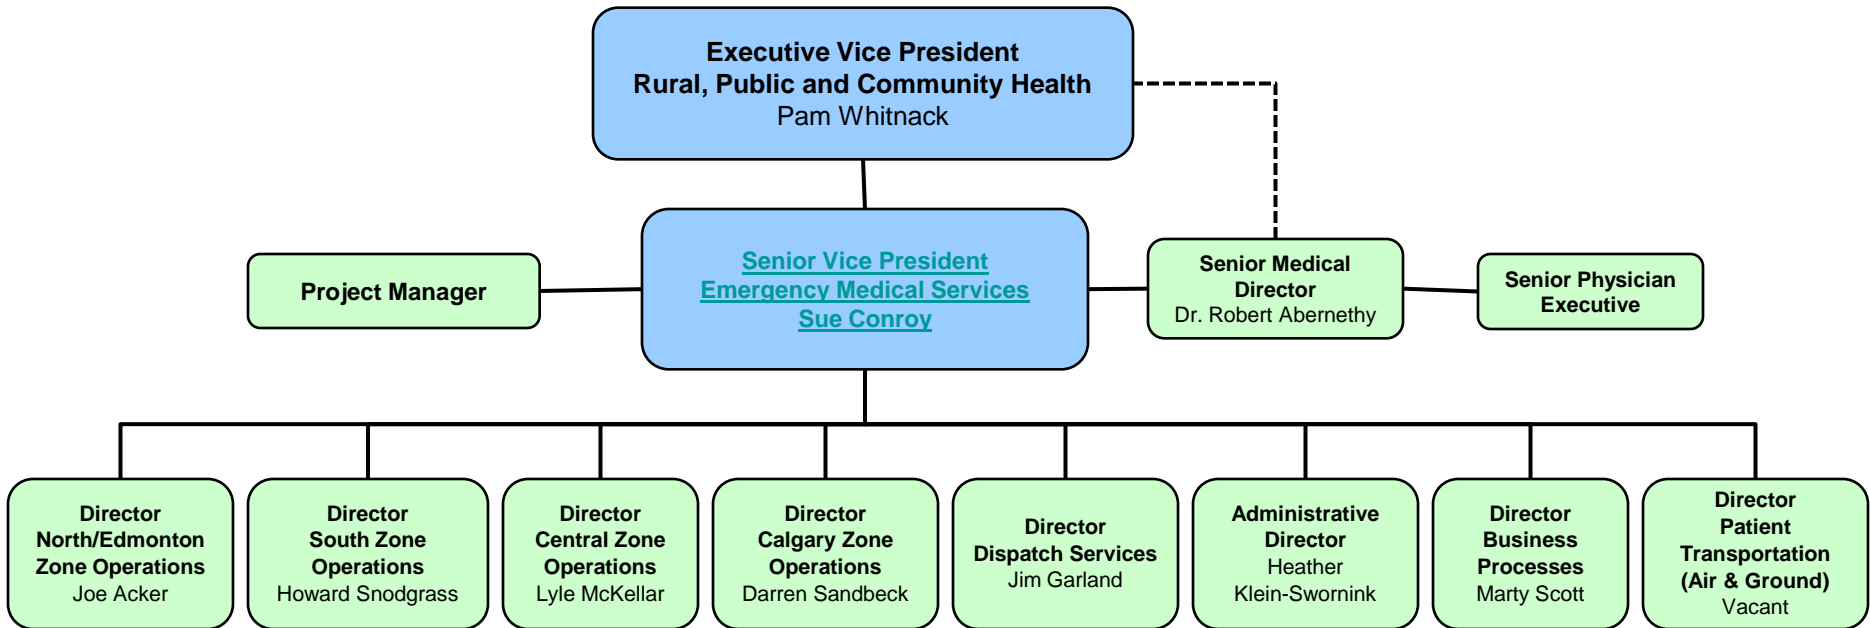 Executive Vice President
Rural, Public and Community Health
Pam Whitnack
Senior Vice President
Emergency Medical Services
Sue Conroy
Project Manager
Senior Medical
Director
Dr. Robert Abernethy
Senior Physician
Executive
Director
North/Edmonton
Zone Operations
Joe Acker
Director
South Zone
Operations
Howard Snodgrass
Director
Central Zone
Operations
Lyle McKellar
Director
Calgary Zone
Operations
Darren Sandbeck
Director
Dispatch Services
Jim Garland
Administrative
Director
Heather
Klein-Swornink
Director
Business
Processes
Marty Scott
Director
Patient
Transportation
(Air & Ground)
Vacant